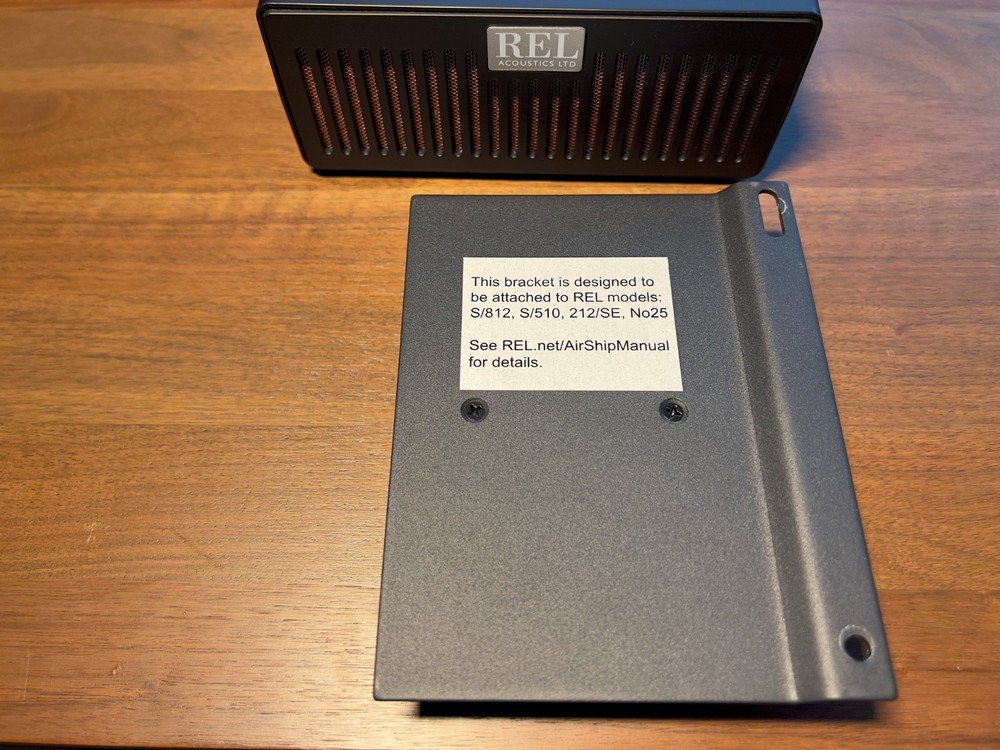 REL
ACOUSTICS LTD
This bracket is designed to
be attached to REL models:
S/812, S/510, 212/SE, No25
See REL.net/AirShipManual
for details.